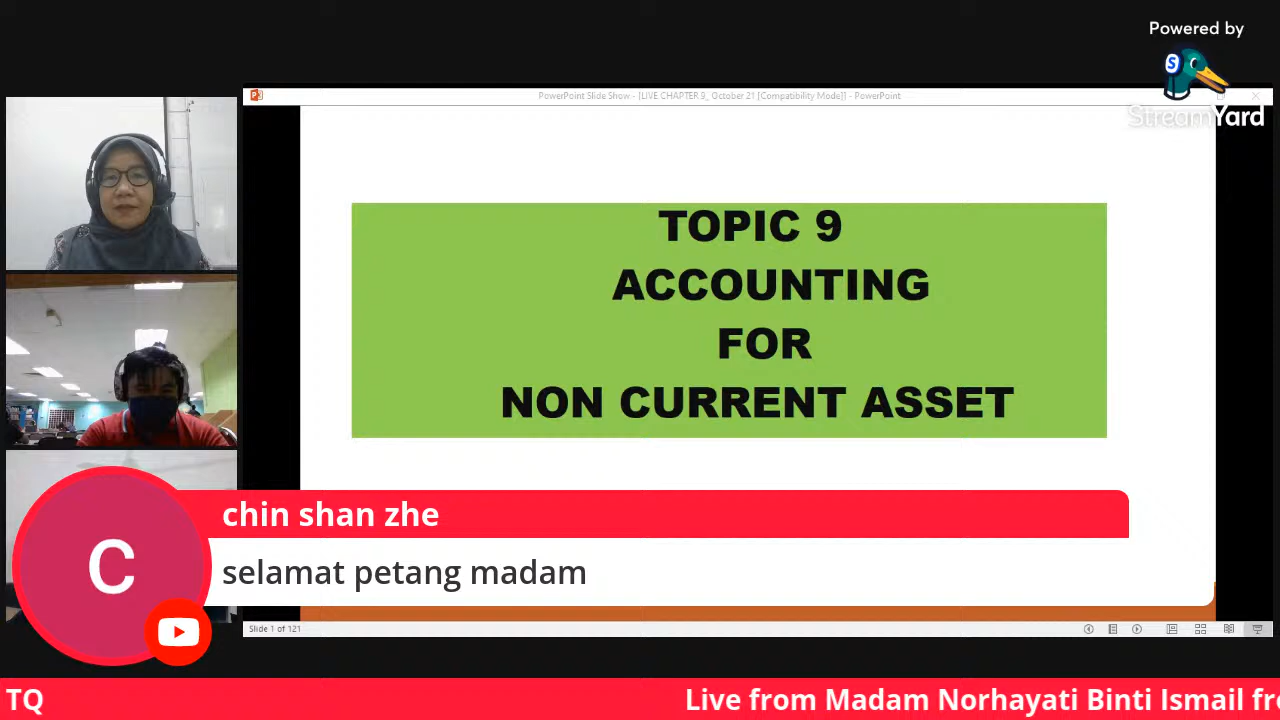 Powered by
S
StreamYard
PowerPoint Slide Show - [LIVE CHAPTER 9_ October 21 [Compatibility Mode]] - PowerPoint
TOPIC 9
ACCOUNTING
FOR
NON CURRENT ASSET
C
chin shan zhe
selamat petang madam
Slide 1 of 121
TQ
Live from Madam Norhayati Binti Ismail fr